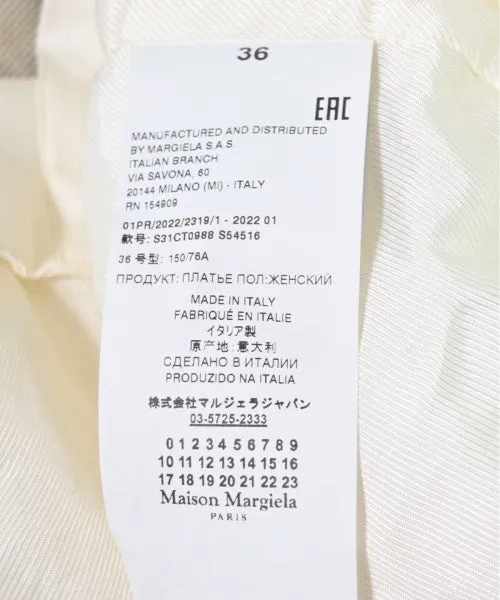 36
EAC
MANUFACTURED AND DISTRIBUTED
BY MARGIELA S.A.S.
ITALIAN BRANCH
VIA SAVONA, 60
20144 MILANO (MI) - ITALY
RN 154909
01PR/2022/2319/1 - 2022 01
款号: S31CT0988 S54516
36 号型: 150/76A
ПРОДУКТ: ПЛАТЬЕ ПОЛ:ЖЕНСКИЙ
MADE IN ITALY
FABRIQUÉ EN ITALIE
イタリア製
原产地:意大利
СДЕЛАНО В ИТАЛИИ
PRODUZIDO NA ITALIA
株式会社マルジェラジャパン
03-5725-2333
0 1 2 3 4 5 6 7 8 9
10 11 12 13 14 15 16
17 18 19 20 21 22 23
Maison Margiela
PARIS